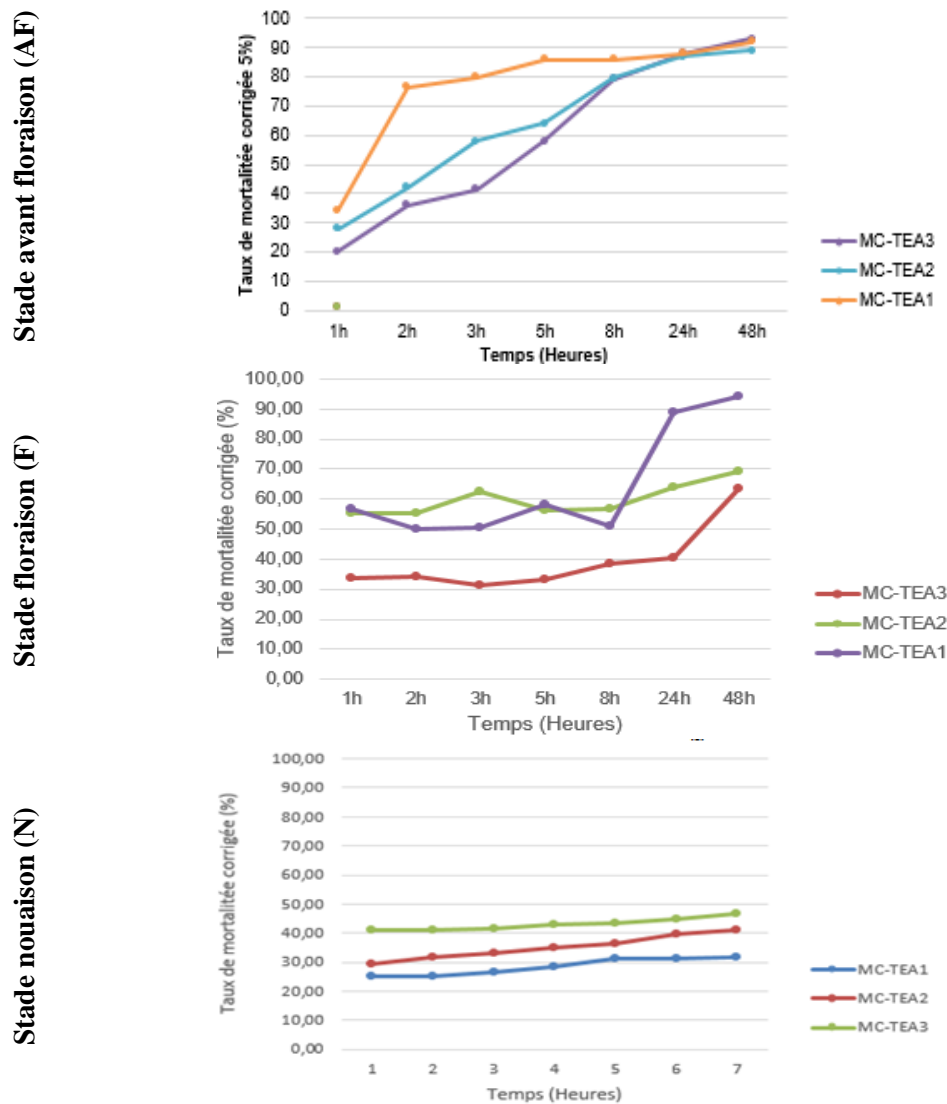 Stade avant floraison (AF)
Taux de mortalitée corrigée 5%)
100
90
80
70
60
50
40
30
20
10
0
1h 2h 3h 5h 8h 24h 48h
Temps (Heures)
MC-TEA3
MC-TEA2
MC-TEA1
Stade floraison (F)
Taux de mortalitée corrigée (%)
100,00
90,00
80,00
70,00
60,00
50,00
40,00
30,00
20,00
10,00
0,00
1h 2h 3h 5h 8h 24h 48h
Temps (Heures)
MC-TEA3
MC-TEA2
MC-TEA1
Stade nouaison (N)
Taux de mortalitée corrigée (%)
100,00
90,00
80,00
70,00
60,00
50,00
40,00
30,00
20,00
10,00
0,00
1 2 3 4 5 6 7
Temps (Heures)
MC-TEA1
MC-TEA2
MC-TEA3